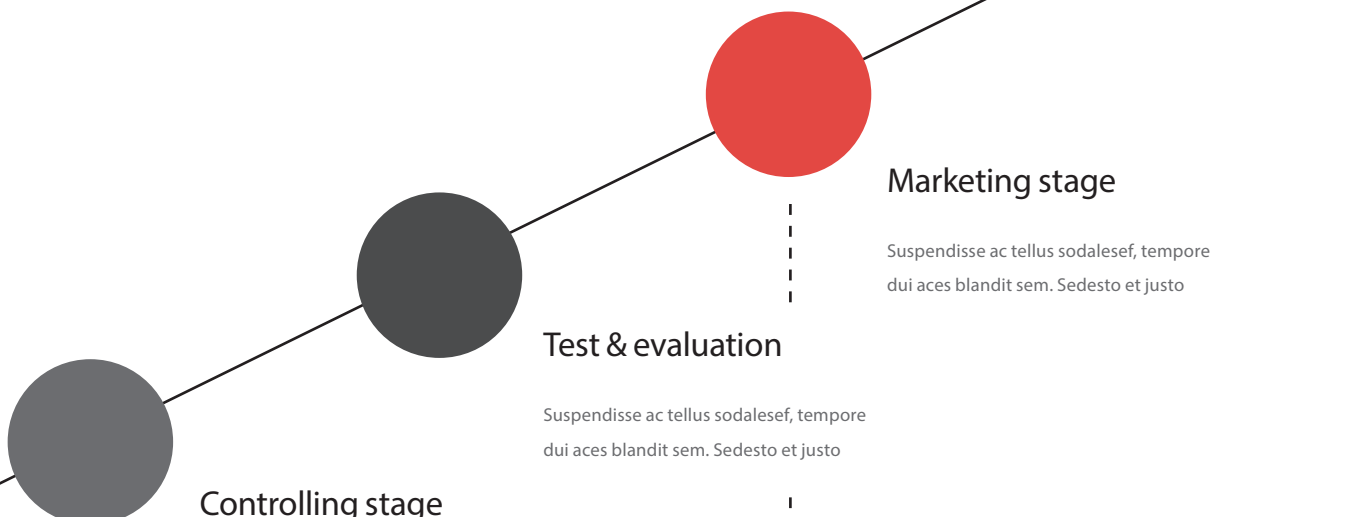 Marketing stage
Suspendisse ac tellus sodalesef, tempore
dui aces blandit sem. Sedesto et justo
Test & evaluation
Suspendisse ac tellus sodalesef, tempore
dui aces blandit sem. Sedesto et justo
Controlling stage